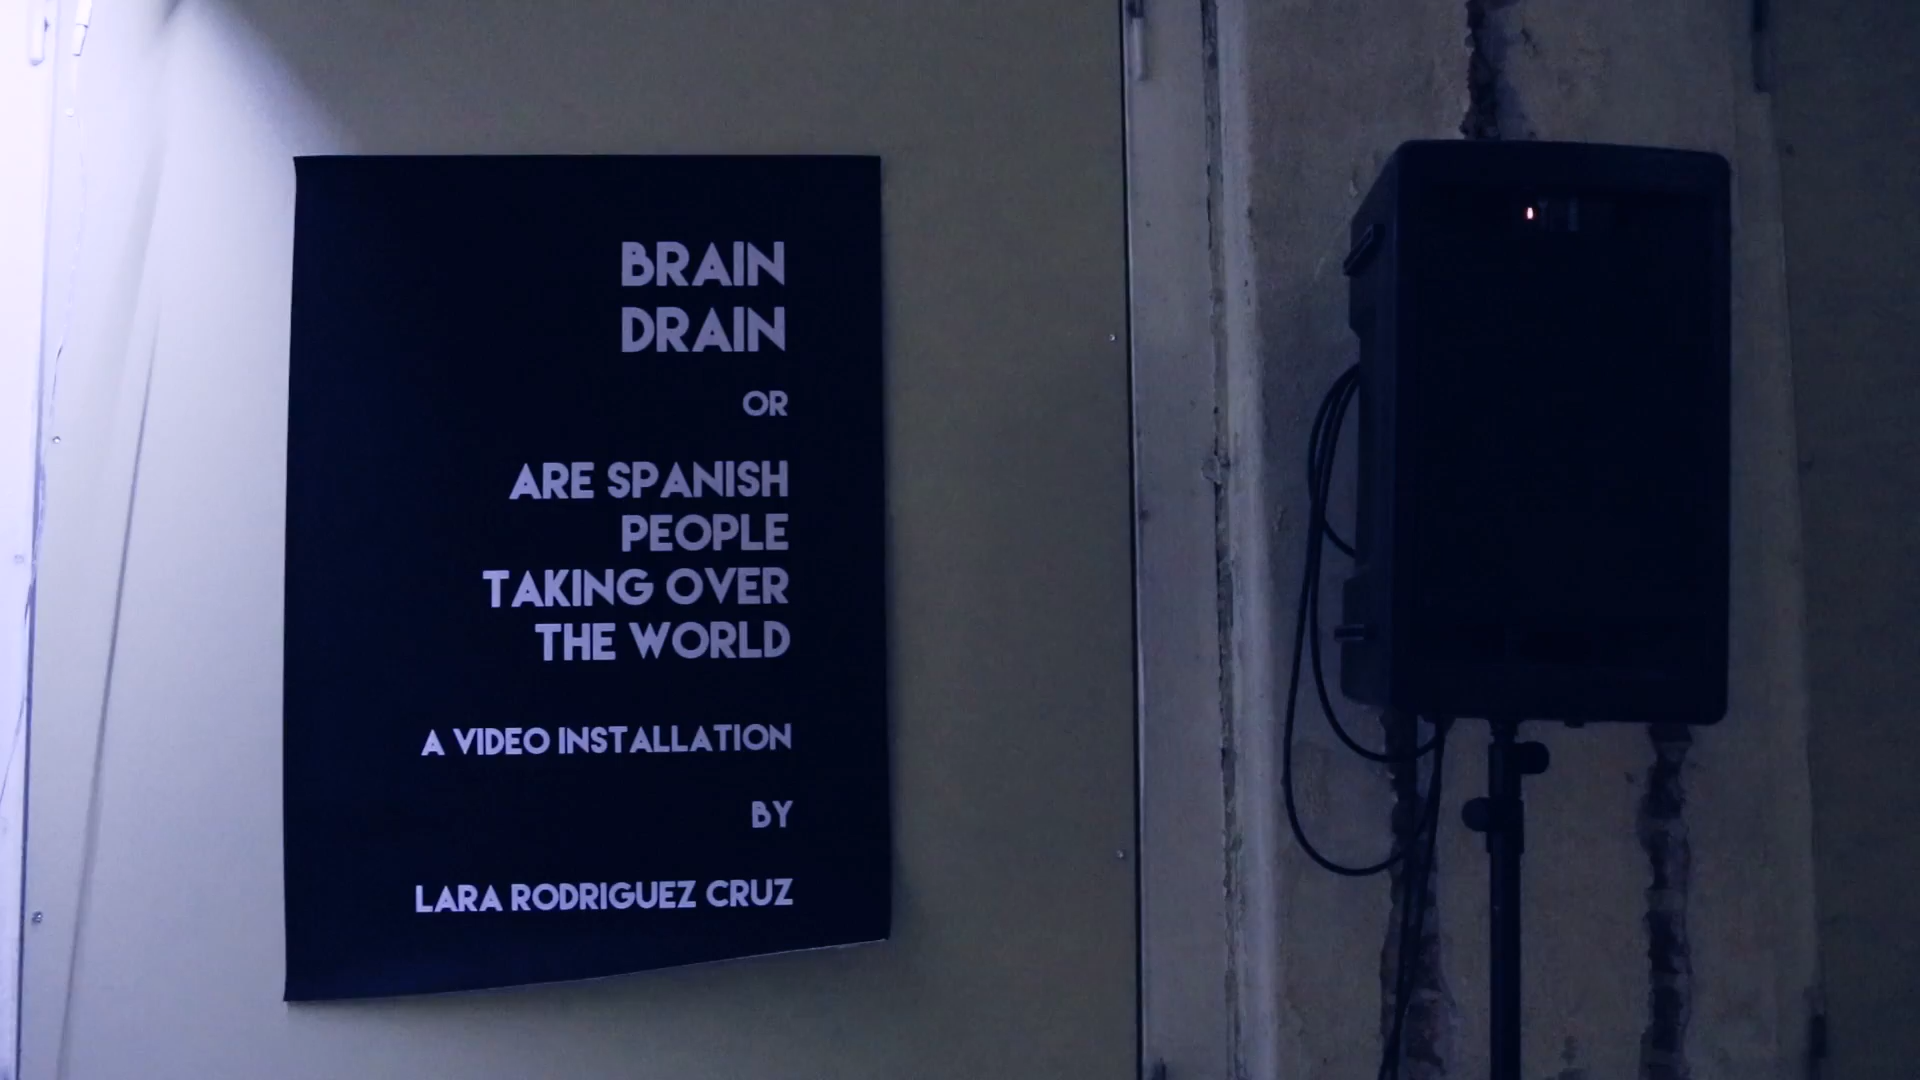 BRAIN
DRAIN
OR
ARE SPANISH
PEOPLE
TAKING OVER
THE WORLD
A VIDEO INSTALLATION
BY
LARA RODRIGUEZ CRUZ